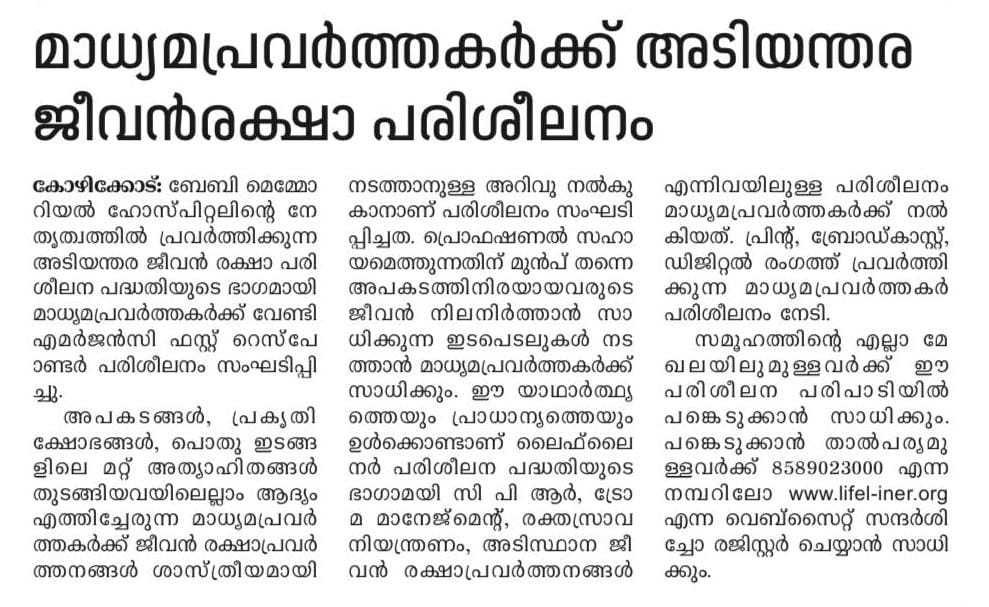 മാധ്യമപ്രവർത്തകർക്ക് അടിയന്തര
ജീവൻരക്ഷാ പരിശീലനം
കോഴിക്കോട്: ബേബി മെമ്മോ
റിയൽ ഹോസ്പിറ്റലിന്റെ നേ
തൃത്വത്തിൽ പ്രവർത്തിക്കുന്ന
അടിയന്തര ജീവൻ രക്ഷാ പരി
ശീലന പദ്ധതിയുടെ ഭാഗമായി
മാധ്യമപ്രവർത്തകർക്ക് വേണ്ടി
എമർജൻസി ഫസ്റ്റ് റെസ്പേ
ാണ്ടർ പരിശീലനം സംഘടിപ്പി
ച്ചു.
അപകടങ്ങൾ, പ്രകൃതി
ക്ഷോഭങ്ങൾ, പൊതു ഇടങ്ങ
ളിലെ മറ്റ് അത്യാഹിതങ്ങൾ
തുടങ്ങിയവയിലെല്ലാം ആദ്യം
എത്തിച്ചേരുന്ന മാധ്യമപ്രവർ
ത്തകർക്ക് ജീവൻ രക്ഷാപ്രവർ
ത്തനങ്ങൾ ശാസ്ത്രീയമായി
നടത്താനുള്ള അറിവു നൽകു
കാനാണ് പരിശീലനം സംഘടി
പ്പിച്ചത. പ്രൊഫഷണൽ സഹാ
യമെത്തുന്നതിന് മുൻപ് തന്നെ
അപകടത്തിനിരയായവരുടെ
ജീവൻ നിലനിർത്താൻ സാ
ധിക്കുന്ന ഇടപെടലുകൾ നട
ത്താൻ മാധ്യമപ്രവർത്തകർക്ക്
സാധിക്കും. ഈ യാഥാർത്ഥ്യ
ത്തെയും പ്രാധാന്യത്തെയും
ഉൾക്കൊണ്ടാണ് ലൈഫ്ലൈ
നർ പരിശീലന പദ്ധതിയുടെ
ഭാഗാമയി സി പി ആർ, ട്രോ
മ മാനേജ്മെന്റ്, രക്തസ്രാവ
നിയന്ത്രണം, അടിസ്ഥാന ജീ
വൻ രക്ഷാപ്രവർത്തനങ്ങൾ
എന്നിവയിലുള്ള പരിശീലനം
മാധ്യമപ്രവർത്തകർക്ക് നൽ
കിയത്. പ്രിന്റ്, ബ്രോഡ്കാസ്റ്റ്,
ഡിജിറ്റൽ രംഗത്ത് പ്രവർത്തി
ക്കുന്ന മാധ്യമപ്രവർത്തകർ
പരിശീലനം നേടി.
സമൂഹത്തിന്റെ എല്ലാ മേ
ഖലയിലുമുള്ളവർക്ക് ഈ
പരിശീലന പരിപാടിയിൽ
പങ്കെടുക്കാൻ സാധിക്കും.
പങ്കെടുക്കാൻ താൽപര്യമു
ള്ളവർക്ക് 8589023000 എന്ന
നമ്പറിലോ www.lifel-iner.org
എന്ന വെബ്സൈറ്റ് സന്ദർശി
ച്ചോ രജിസ്റ്റർ ചെയ്യാൻ സാധി
ക്കും.